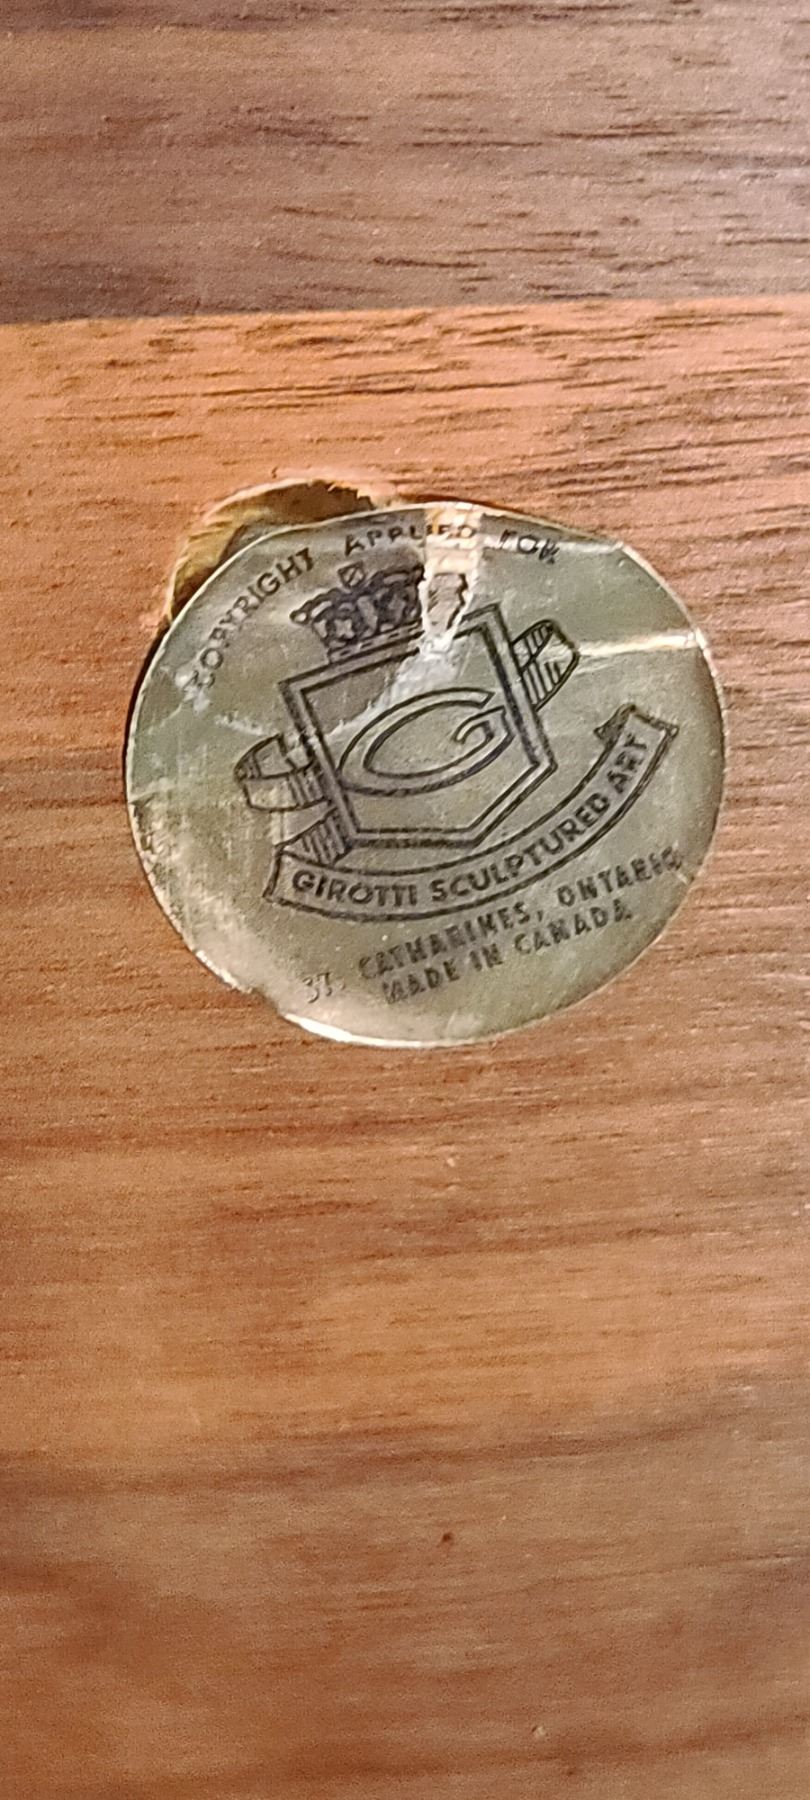 COPYRIGHT APPLIED FOR
G
GIROTTI SCULPTURED ART
ST. CATHARINES, ONTARIO
MADE IN CANADA